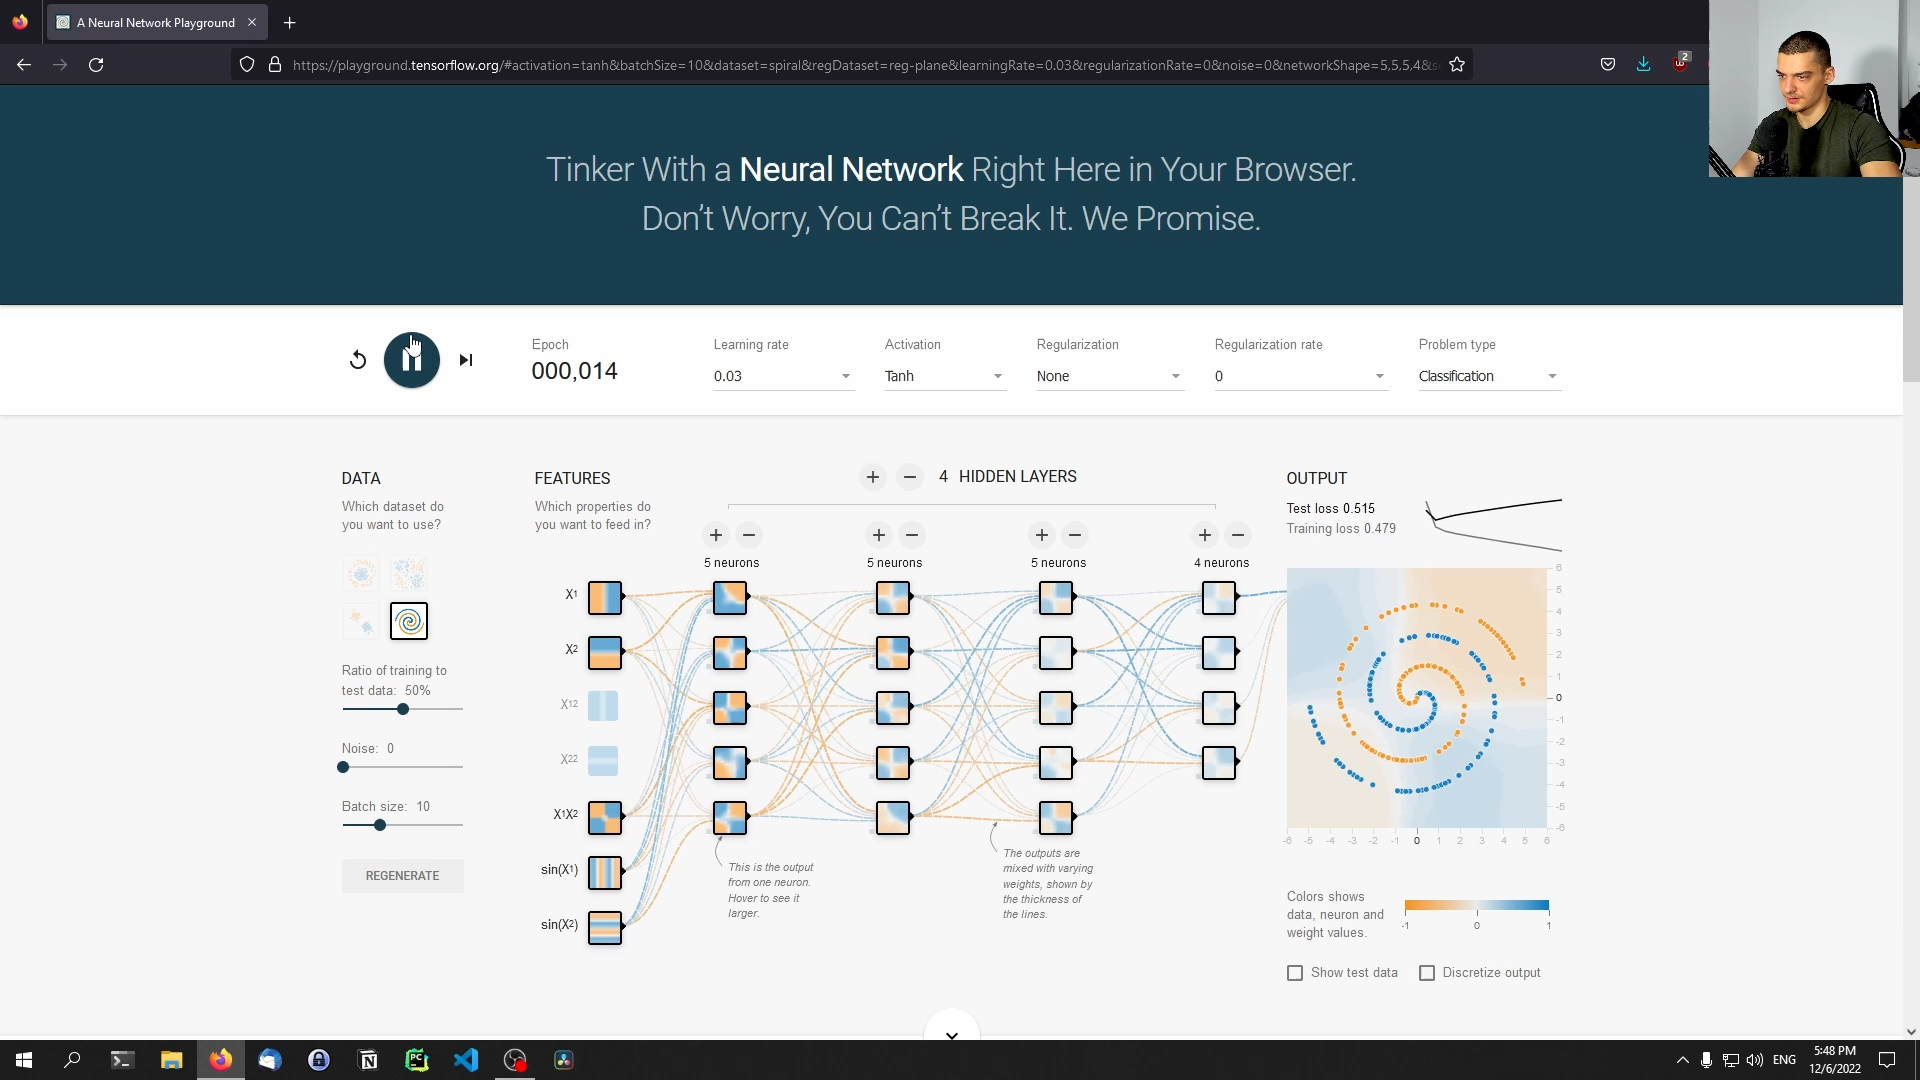 A Neural Network Playground
https://playground.tensorflow.org/#activation=tanh&batchSize=10&dataset=spiral&regDataset=reg-plane&learningRate=0.03&regularizationRate=0&noise=0&networkShape=5,5,5,4&s
2
Tinker With a Neural Network Right Here in Your Browser.
Don't Worry, You Can't Break It. We Promise.
Epoch
000,014
Learning rate
0.03
Activation
Tanh
Regularization
None
Regularization rate
0
Problem type
Classification
DATA
Which dataset do
you want to use?
Ratio of training to
test data: 50%
Noise: 0
Batch size: 10
REGENERATE
FEATURES
Which properties do
you want to feed in?
X1
X2
X12
X22
X1X2
sin(X1)
sin(X2)
4 HIDDEN LAYERS
5 neurons
5 neurons
5 neurons
4 neurons
This is the output
from one neuron.
Hover to see it
larger.
The outputs are
mixed with varying
weights, shown by
the thickness of
the lines.
OUTPUT
Test loss 0.515
Training loss 0.479
6
5
4
3
2
1
0
-1
-2
-3
-4
-5
-6
-6 -5 -4 -3 -2 -1 0 1 2 3 4 5 6
Colors shows
data, neuron and
weight values.
-1 0 1
Show test data
Discretize output
PC
ENG
5:48 PM
12/6/2022